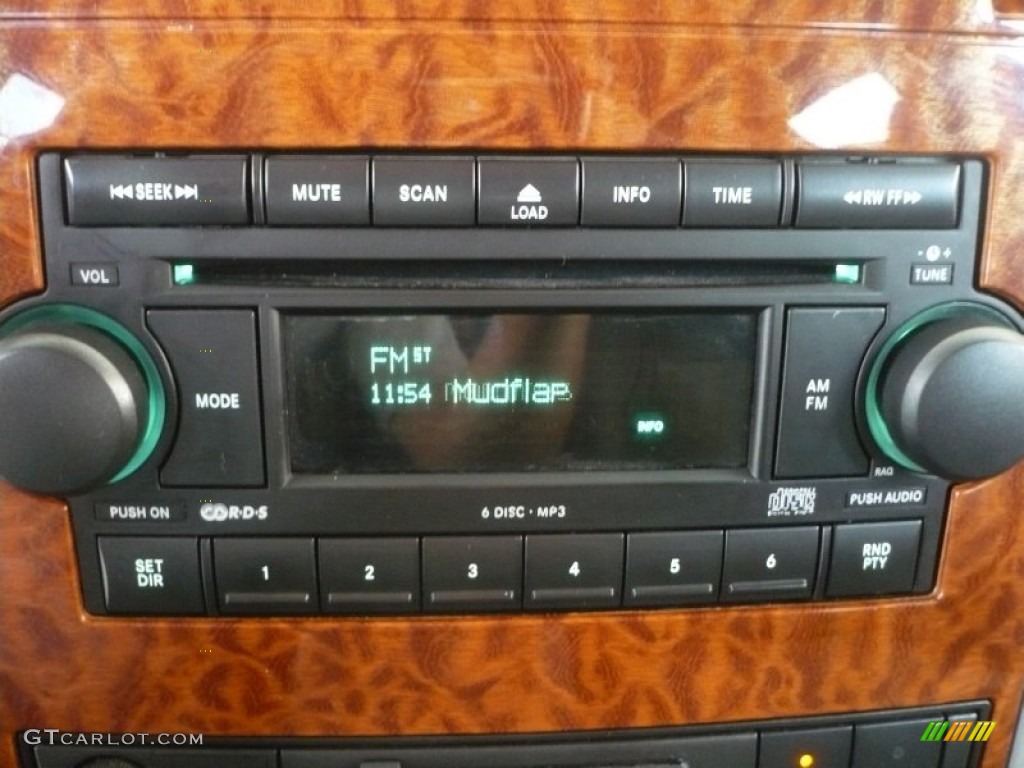 SEEK MUTE SCAN LOAD INFO TIME RW FF
VOL
- +
TUNE
MODE
FM ST
11:54 Mudflap
INFO
AM
FM
RAQ
PUSH ON
R·D·S
6 DISC · MP3
PUSH AUDIO
SET
DIR
1 2 3 4 5 6
RND
PTY
GTCARLOT.COM